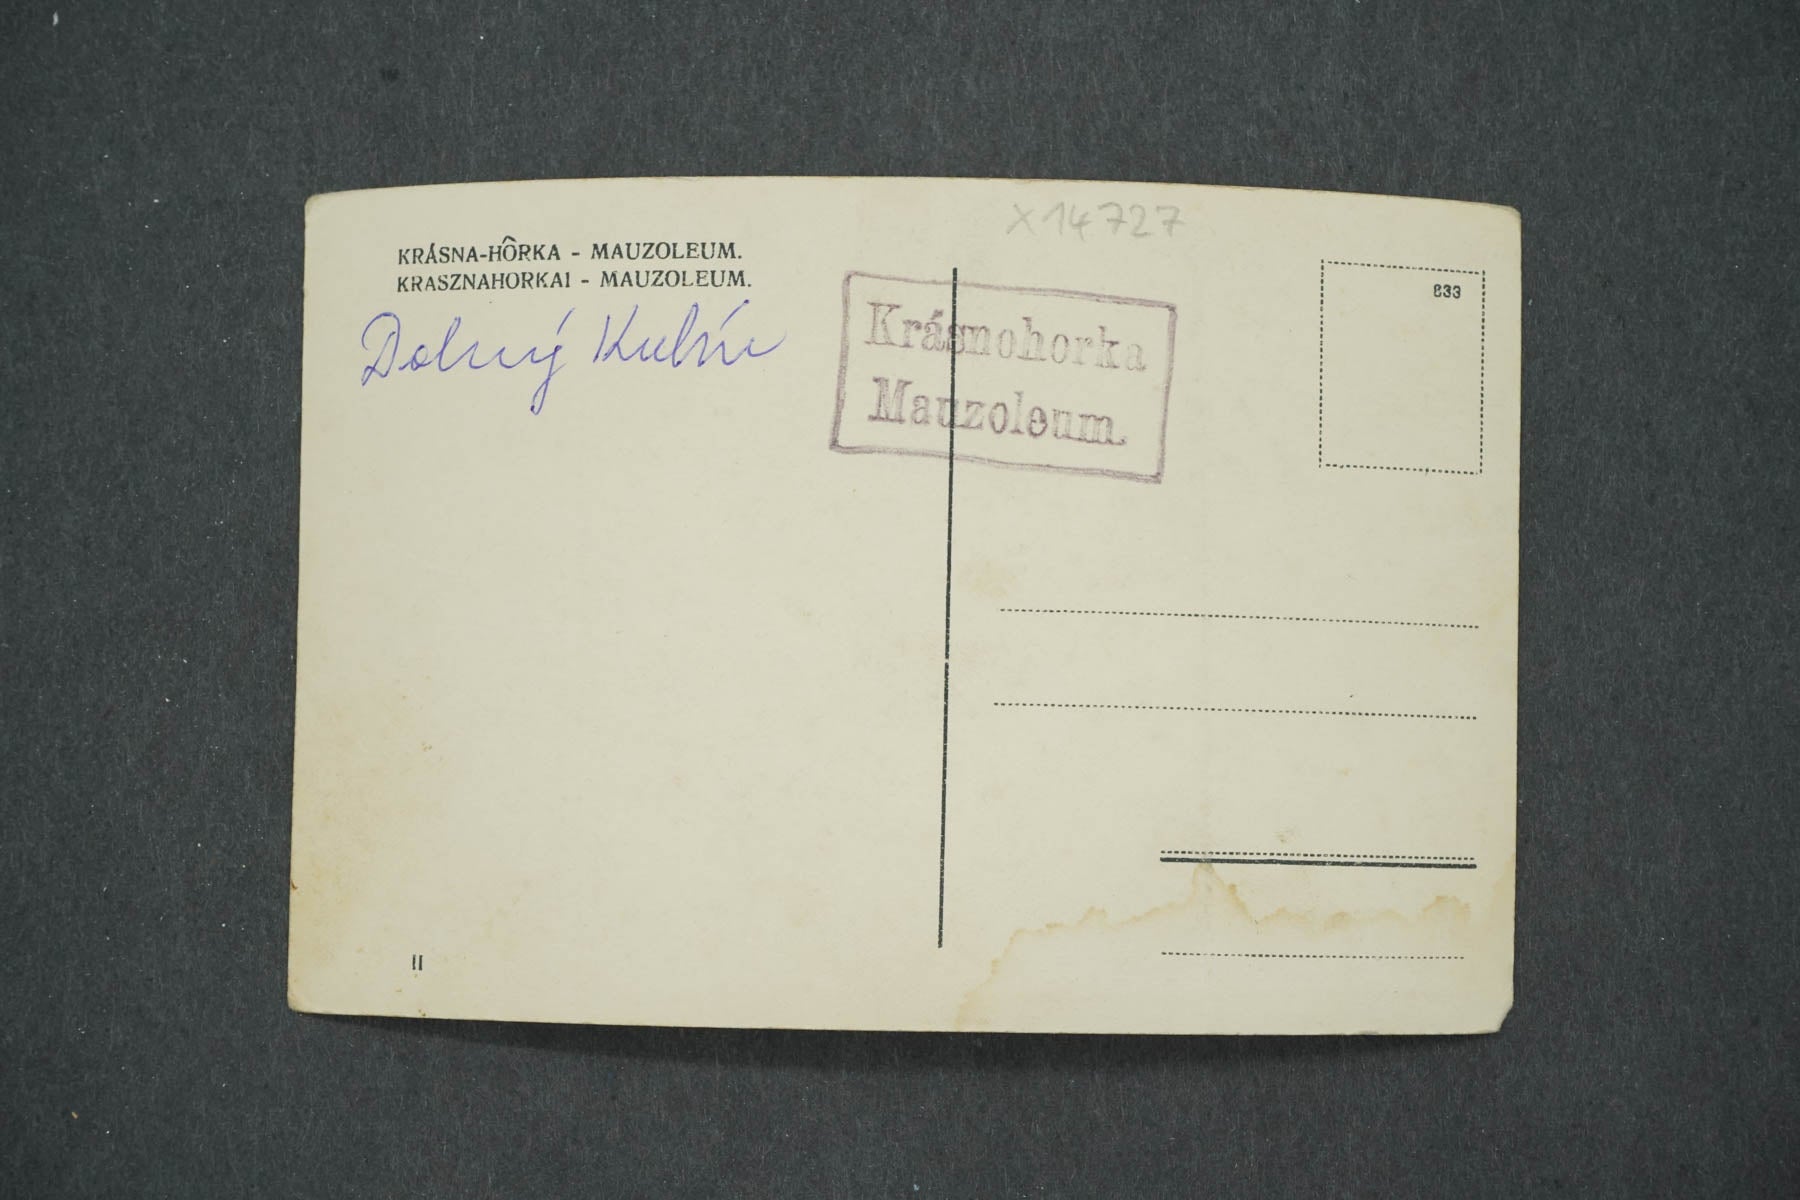 x14727
KRÁSNA-HÔRKA - MAUZOLEUM.
KRASZNAHORKAI - MAUZOLEUM.
Dolný Kubín
Krásnohorka
Mauzoleum.
833
II